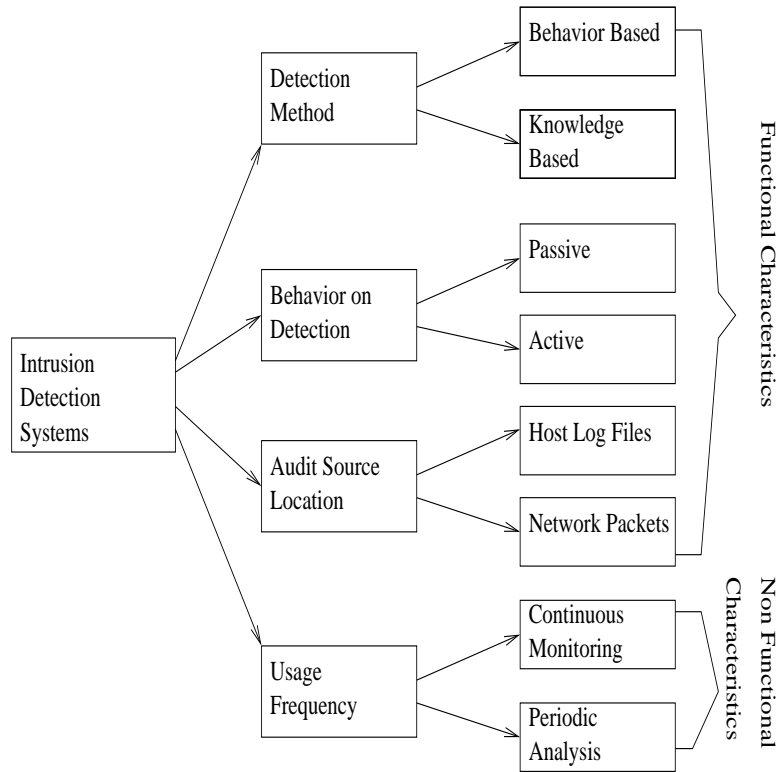 Intrusion
Detection
Systems
Detection
Method
Behavior on
Detection
Audit Source
Location
Usage
Frequency
Behavior Based
Knowledge
Based
Passive
Active
Host Log Files
Network Packets
Continuous
Monitoring
Periodic
Analysis
Functional Characteristics
Non Functional
Characteristics